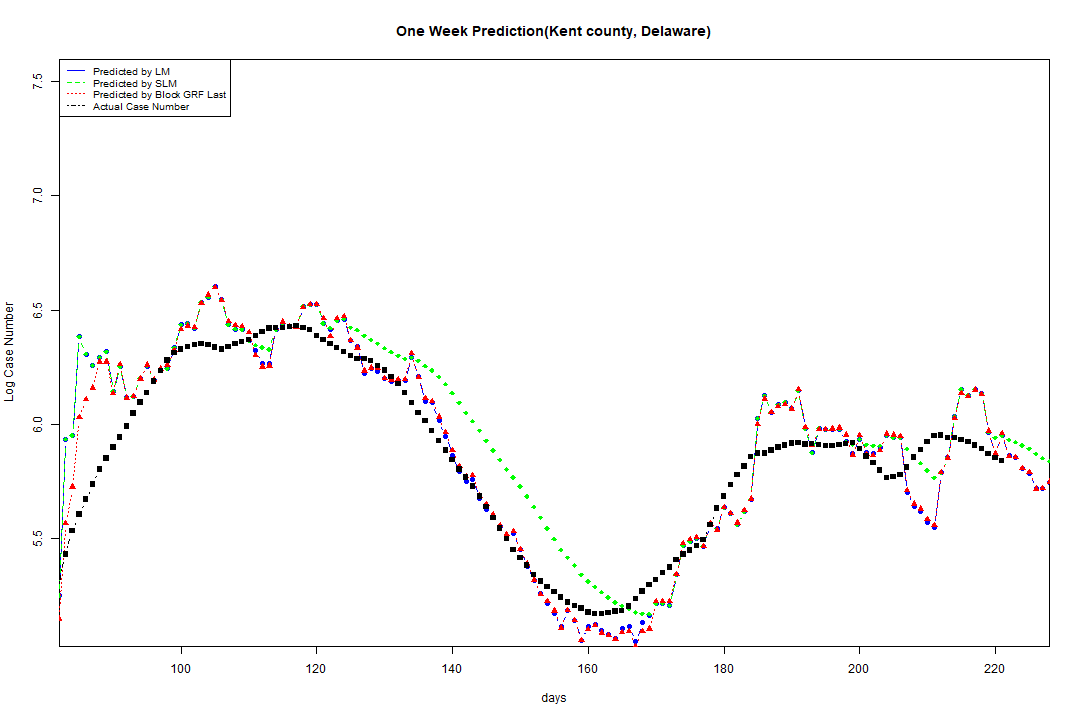 One Week Prediction(Kent county, Delaware)
Predicted by LM
Predicted by SLM
Predicted by Block GRF Last
Actual Case Number
7.5
7.0
6.5
6.0
5.5
Log Case Number
100 120 140 160 180 200 220
days